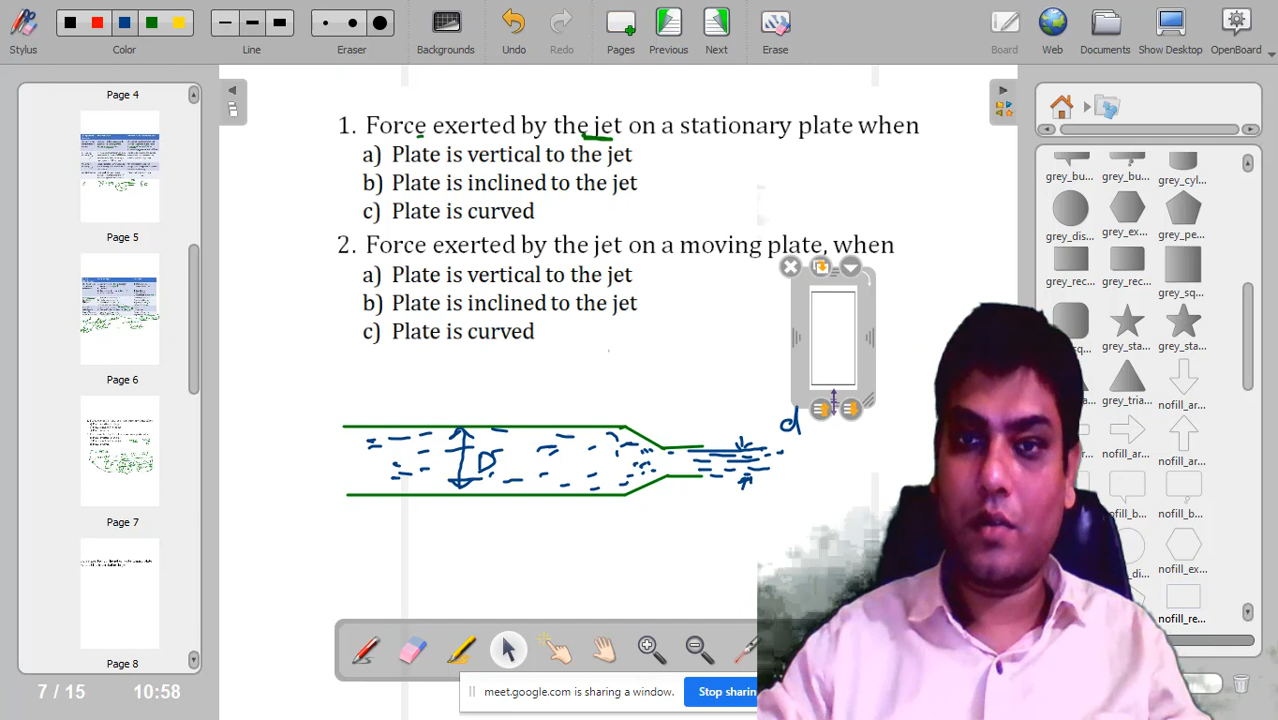 Stylus
Color
Line
Eraser
Backgrounds
Undo
Redo
Pages
Previous
Next
Erase
Board
Web
Documents
Show Desktop
OpenBoard
Page 4
Page 5
Page 6
Page 7
Page 8
7 / 15
10:58
1. Force exerted by the jet on a stationary plate when
a) Plate is vertical to the jet
b) Plate is inclined to the jet
c) Plate is curved
2. Force exerted by the jet on a moving plate, when
a) Plate is vertical to the jet
b) Plate is inclined to the jet
c) Plate is curved
D
d
meet.google.com is sharing a window.
Stop sharin
grey_bu...
grey_bu...
grey_cyl...
grey_dis...
grey_ex...
grey_pe...
grey_rec...
grey_rec...
grey_sq...
grey_sta...
grey_sta...
grey_tria...
nofill_ar...
nofill_ar...
nofill_ar...
nofill_b...
nofill_b...
nofill_ex...
nofill_re...